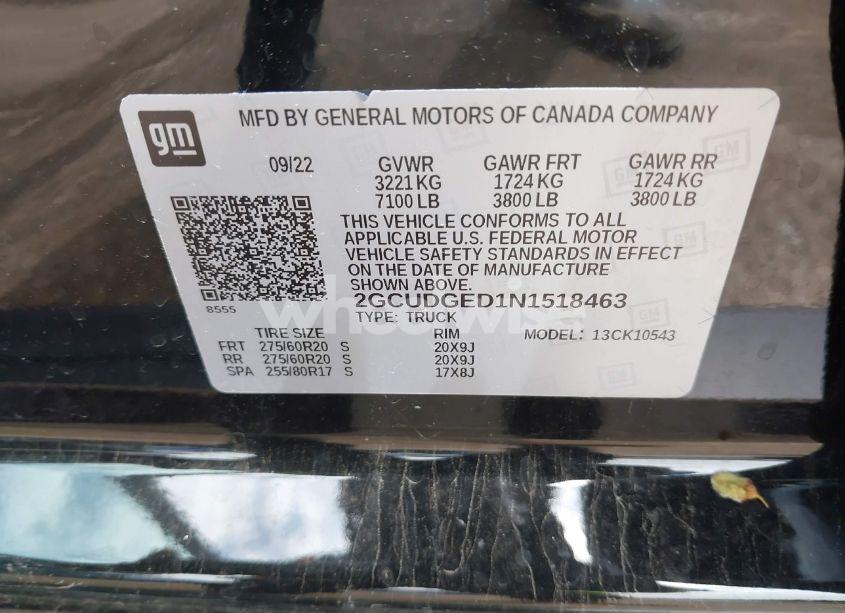 gm
MFD BY GENERAL MOTORS OF CANADA COMPANY
09/22 GVWR GAWR FRT GAWR RR
3221 KG 1724 KG 1724 KG
7100 LB 3800 LB 3800 LB
THIS VEHICLE CONFORMS TO ALL
APPLICABLE U.S. FEDERAL MOTOR
VEHICLE SAFETY STANDARDS IN EFFECT
ON THE DATE OF MANUFACTURE
SHOWN ABOVE.
8555
2GCUDGED1N1518463
TYPE: TRUCK
TIRE SIZE RIM MODEL: 13CK10543
FRT 275/60R20 S 20X9J
RR 275/60R20 S 20X9J
SPA 255/80R17 S 17X8J